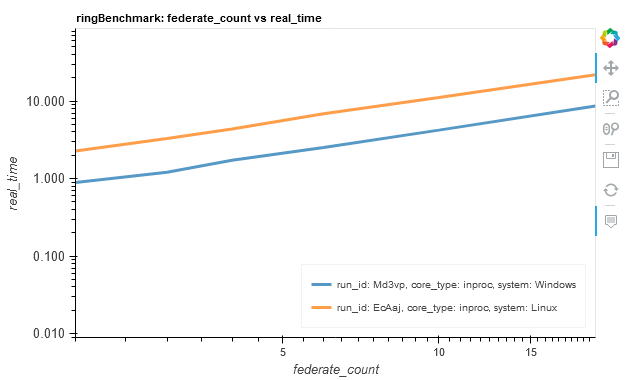 ringBenchmark: federate_count vs real_time
real_time
10.000
1.000
0.100
0.010
run_id: Md3vp, core_type: inproc, system: Windows
run_id: EcAaj, core_type: inproc, system: Linux
5
10
15
federate_count